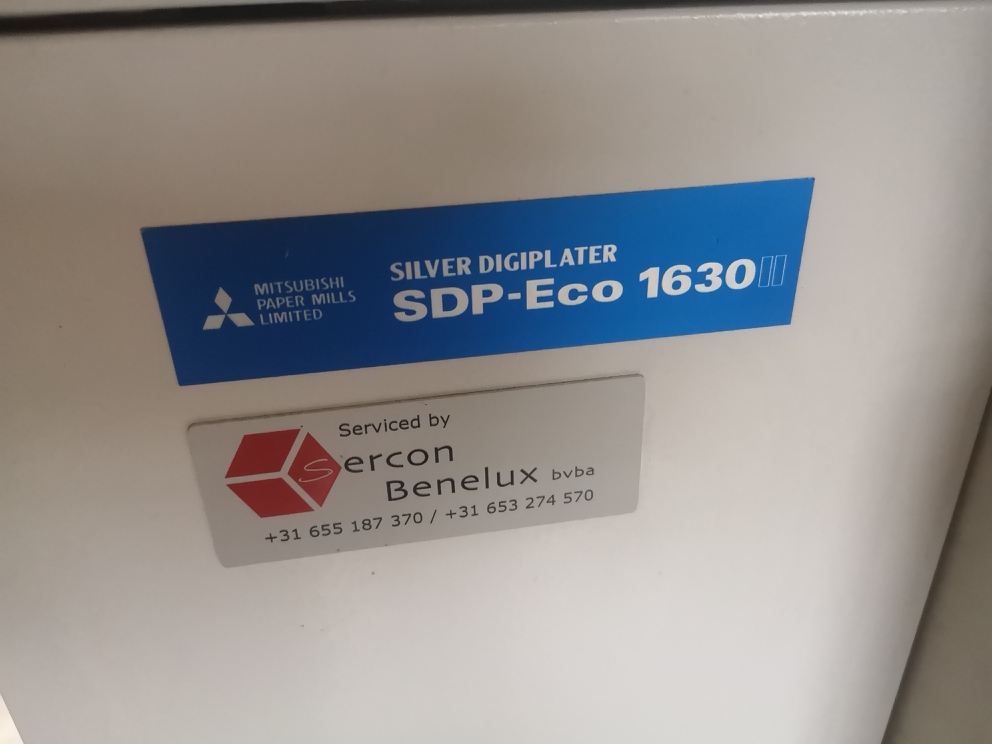 MITSUBISHI
PAPER MILLS
LIMITED
SILVER DIGIPLATER
SDP-Eco 1630II
Serviced by
Sercon
Benelux bvba
+31 655 187 370 / +31 653 274 570